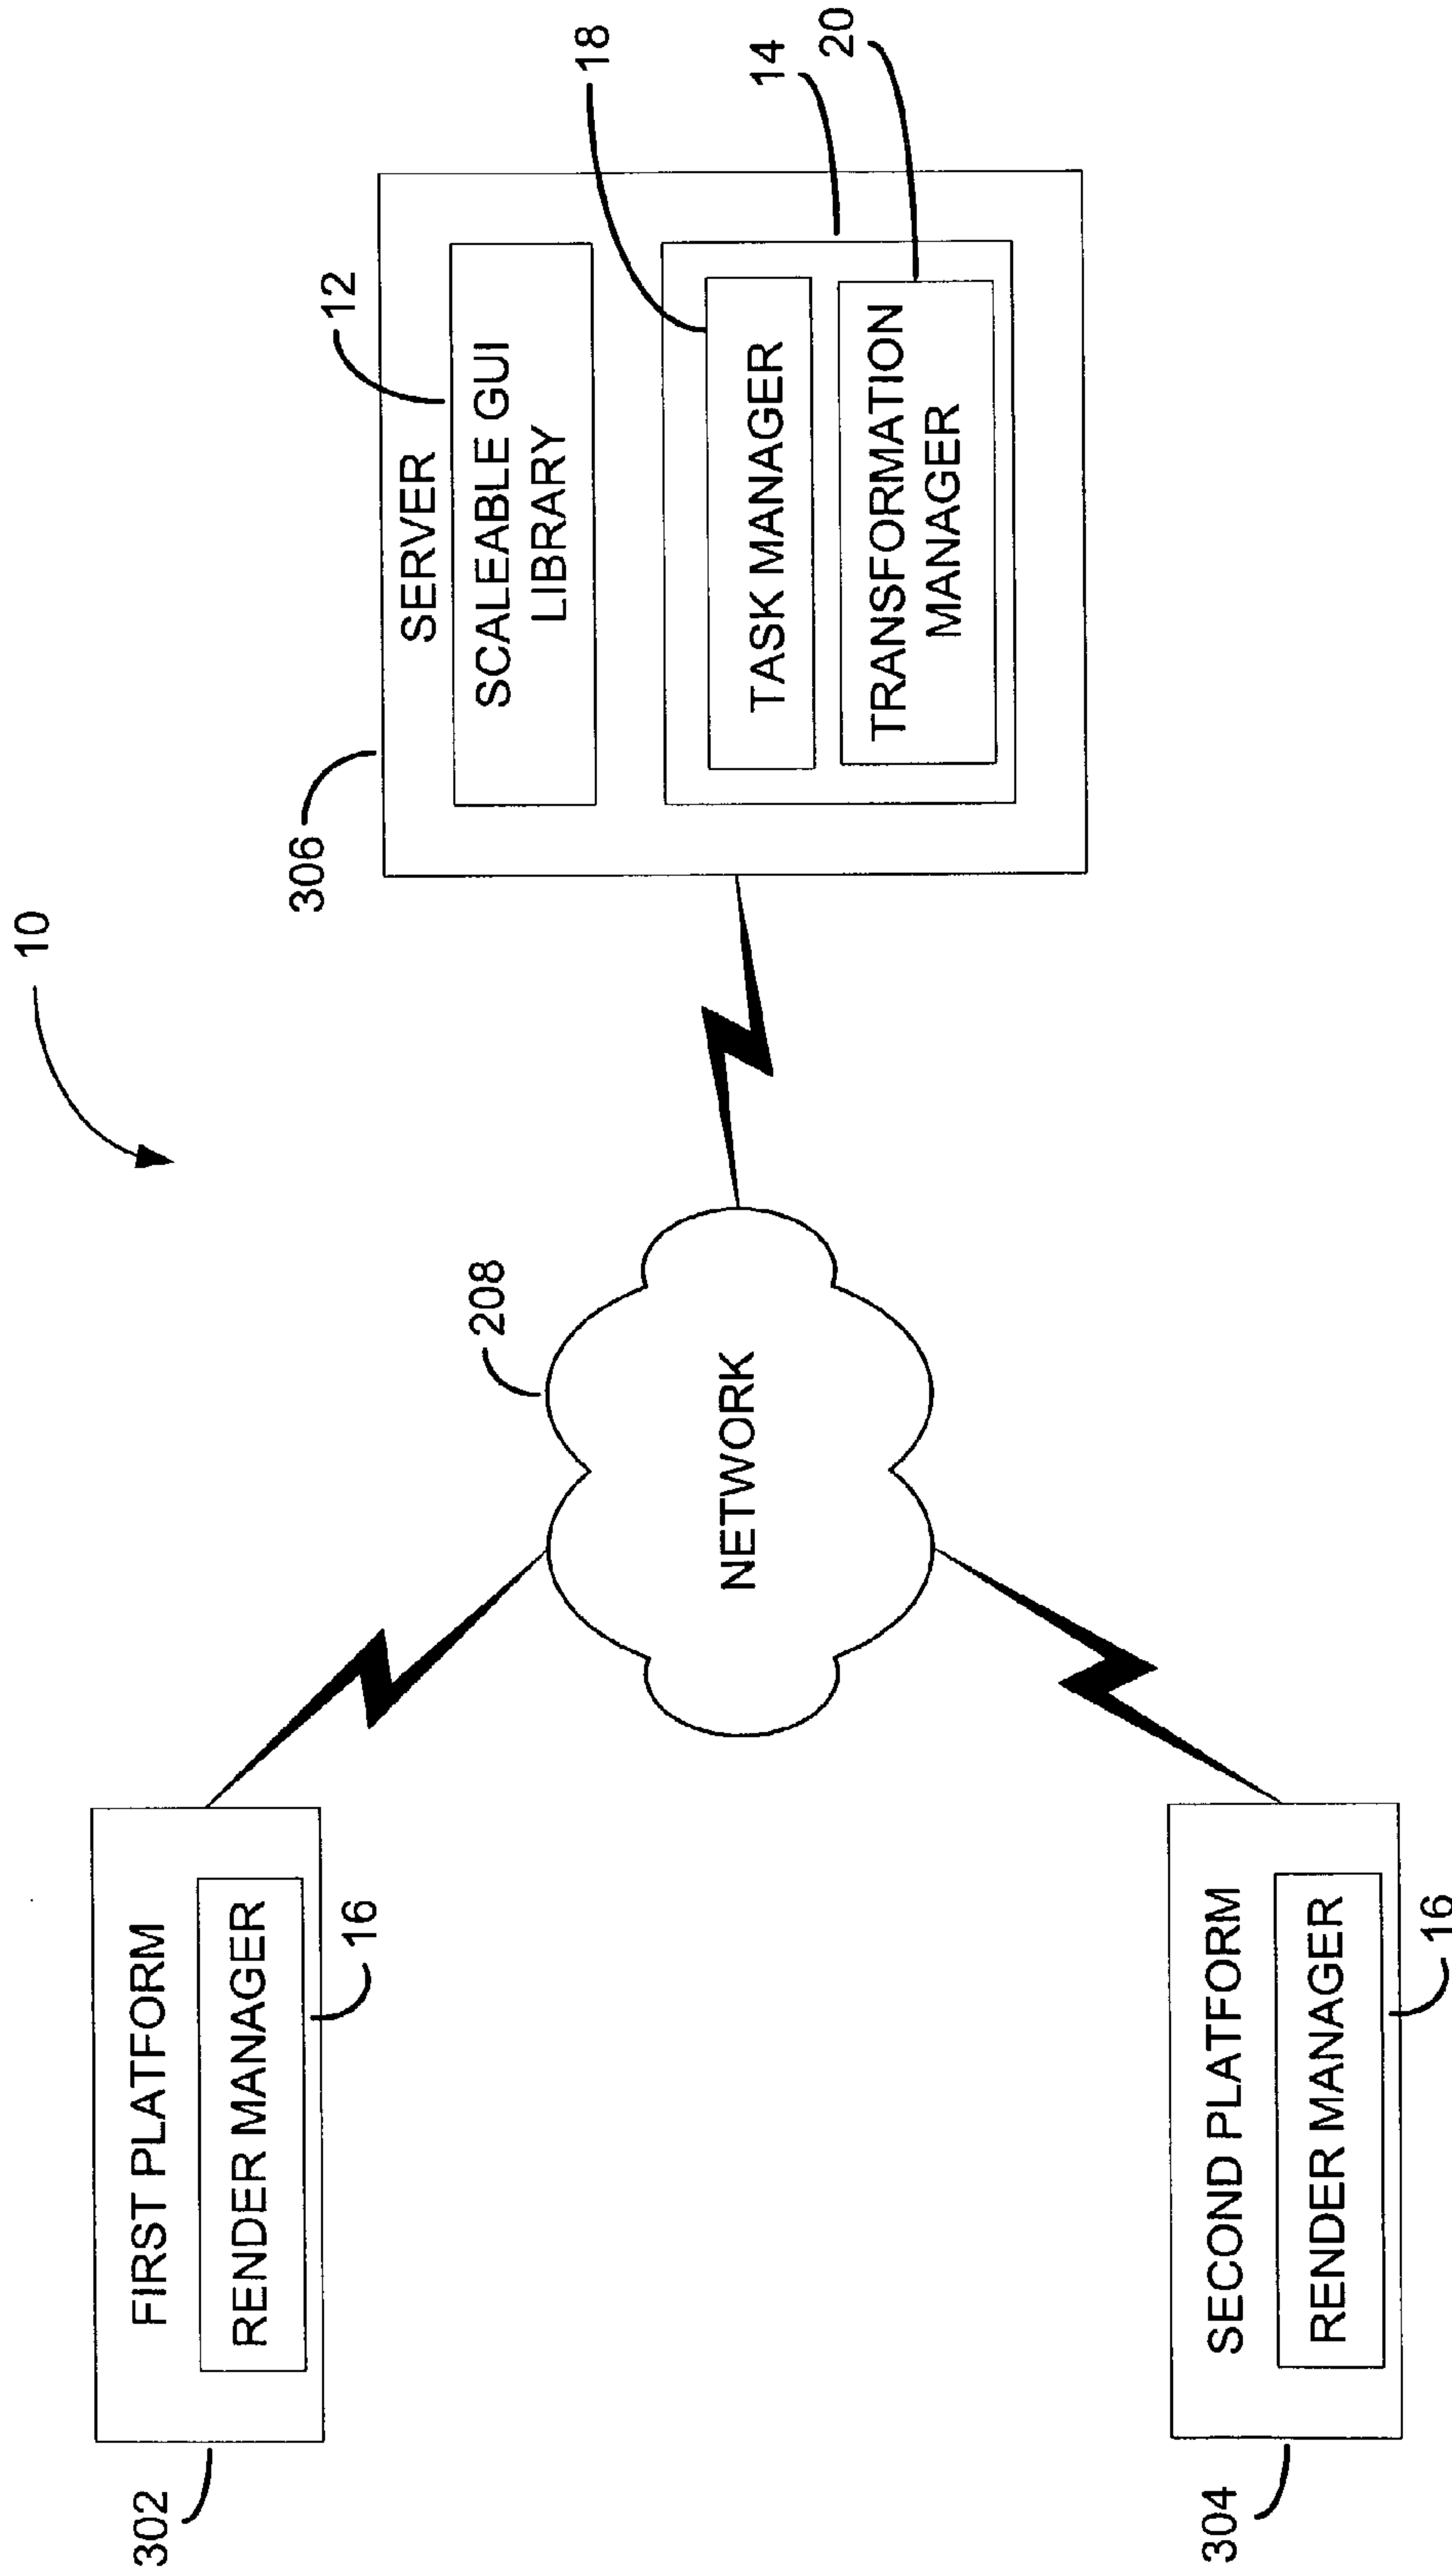 10
302
FIRST PLATFORM
RENDER MANAGER
16
304
SECOND PLATFORM
RENDER MANAGER
16
208
NETWORK
306
SERVER
12
SCALEABLE GUI
LIBRARY
18
TASK MANAGER
14
TRANSFORMATION
MANAGER
20